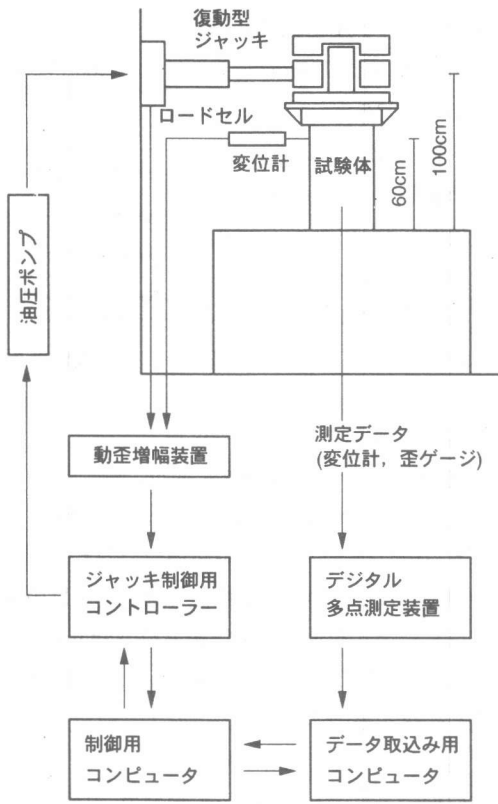 復動型
ジャッキ
ロードセル
変位計
試験体
60cm
100cm
油圧ポンプ
測定データ
(変位計，歪ゲージ)
動歪増幅装置
ジャッキ制御用
コントローラー
デジタル
多点測定装置
制御用
コンピュータ
データ取込み用
コンピュータ